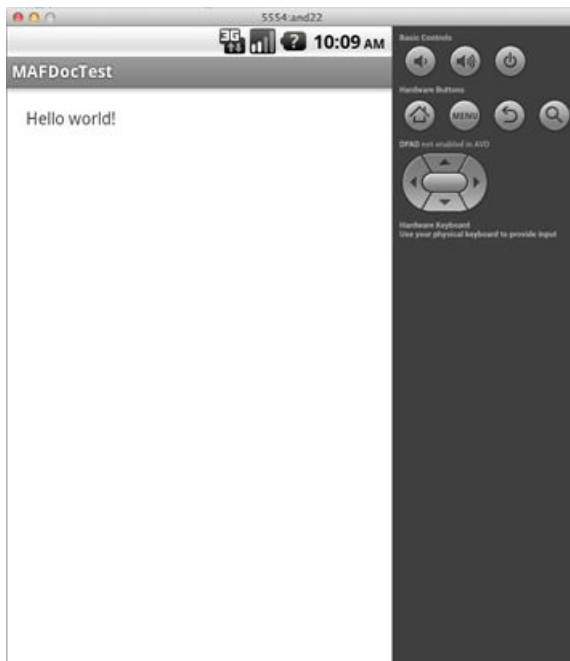 5554:and22
3G
?
10:09 AM
MAFDocTest
Hello world!
Basic Controls
Hardware Buttons
MENU
DPAD not enabled in AVD
Hardware Keyboard
Use your physical keyboard to provide input